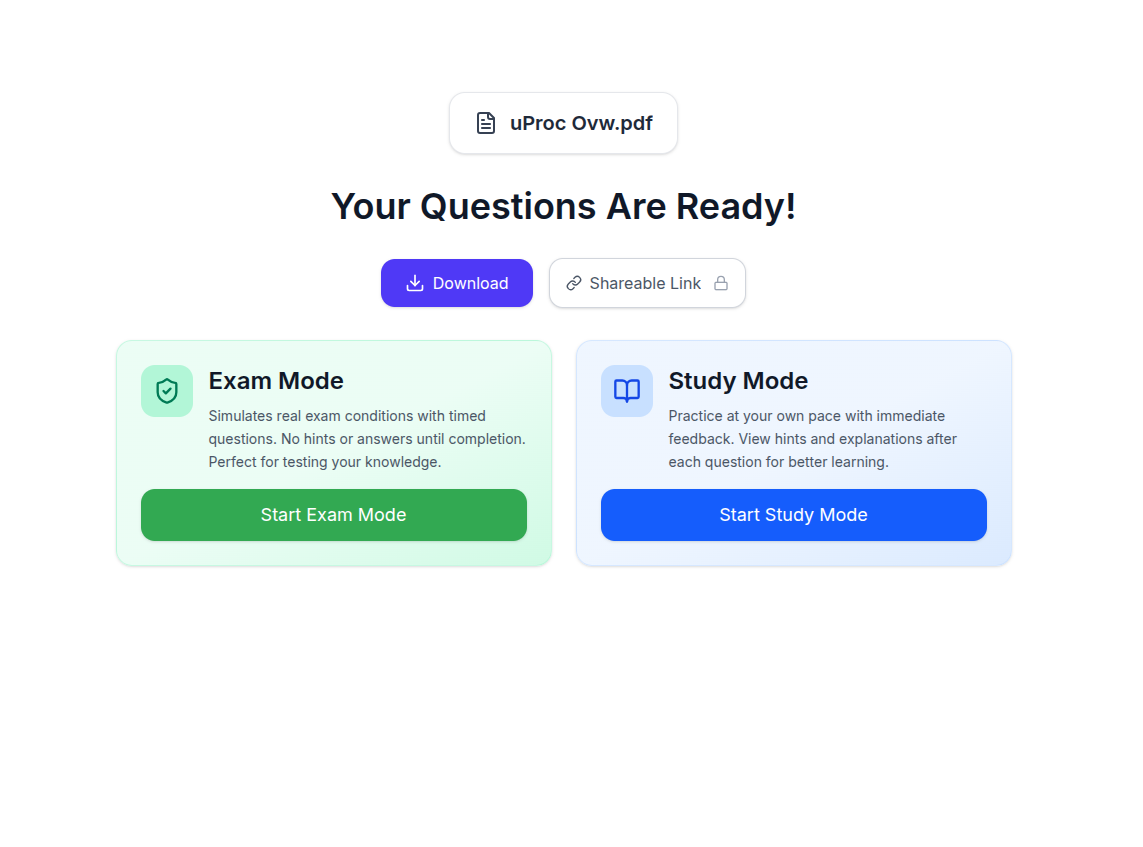 uProc Ovw.pdf
Your Questions Are Ready!
Download
Shareable Link
Exam Mode
Simulates real exam conditions with timed
questions. No hints or answers until completion.
Perfect for testing your knowledge.
Start Exam Mode
Study Mode
Practice at your own pace with immediate
feedback. View hints and explanations after
each question for better learning.
Start Study Mode